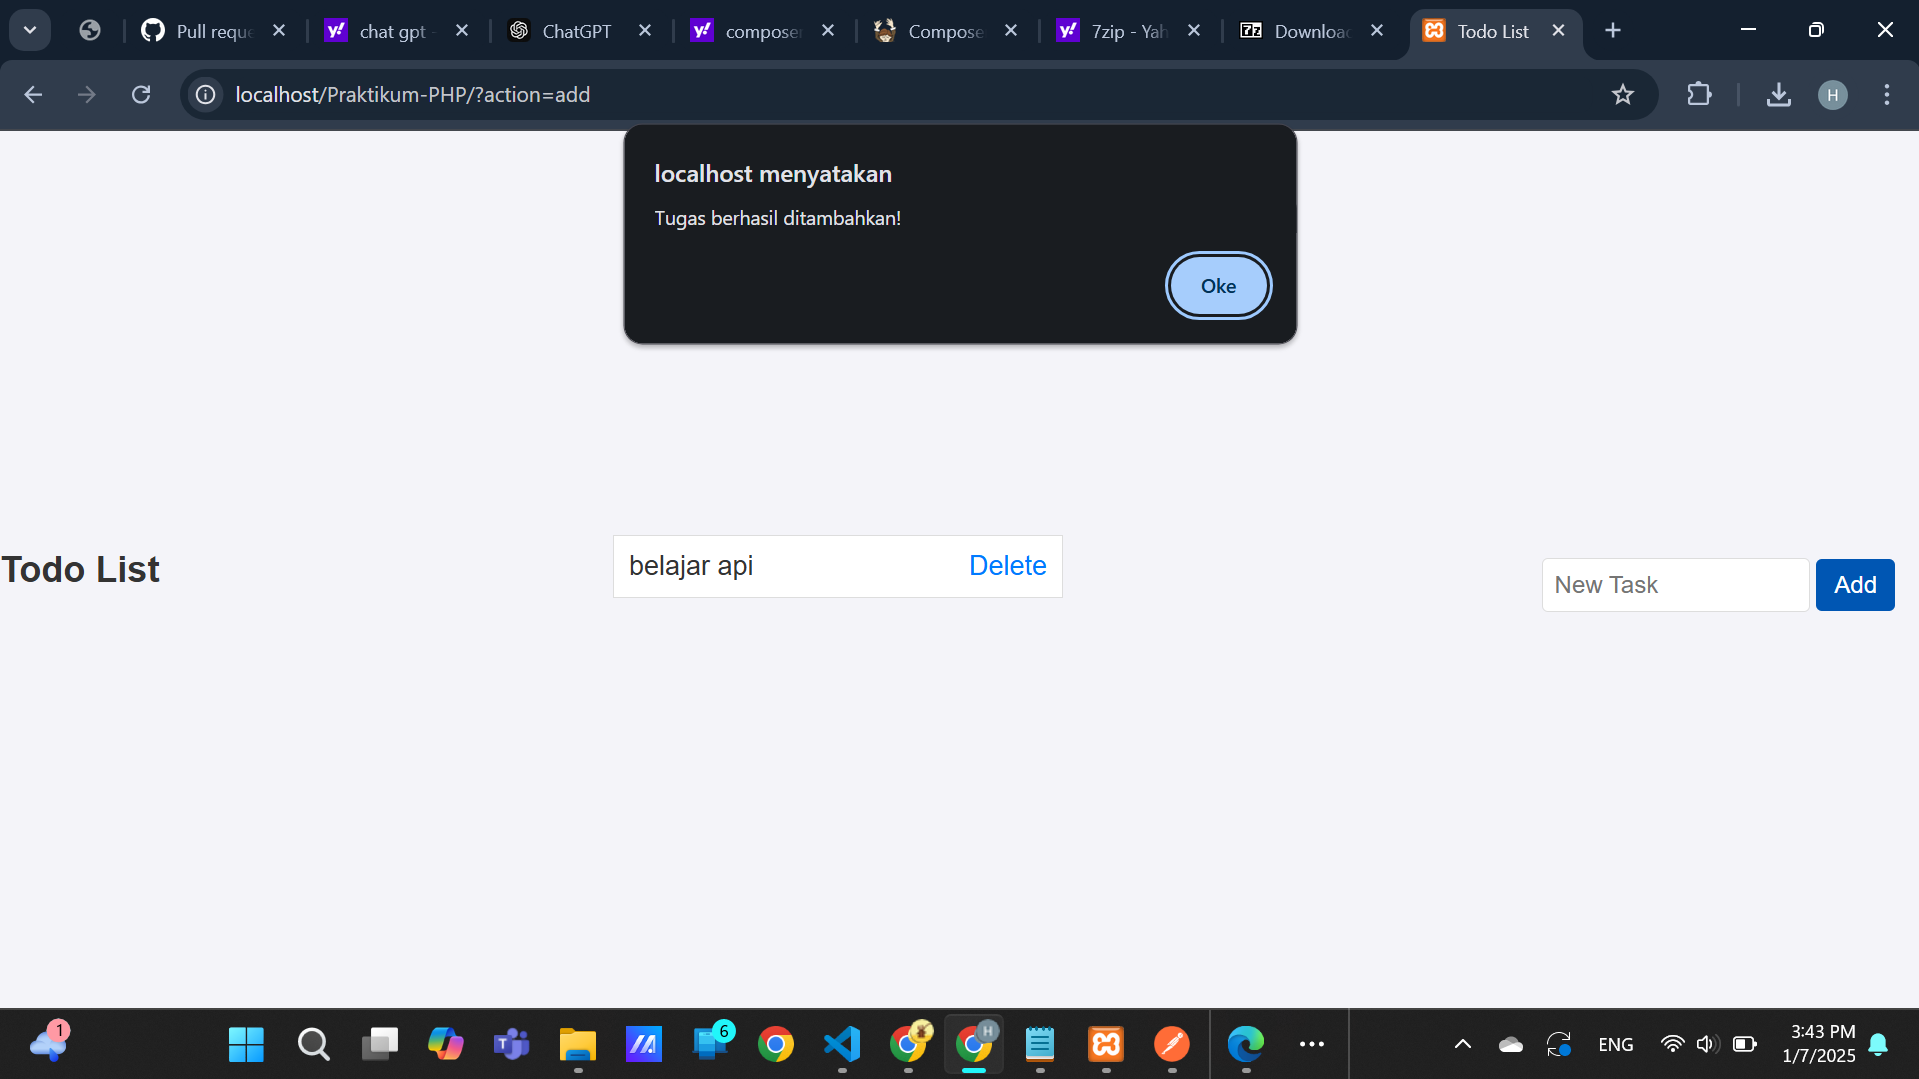 Pull reque
chat gpt -
ChatGPT
composer
Compose
7zip - Yah
Download
Todo List
localhost/Praktikum-PHP/?action=add
H
localhost menyatakan
Tugas berhasil ditambahkan!
Oke
Todo List
belajar api
Delete
New Task
Add
1
6
H
ENG
3:43 PM
1/7/2025